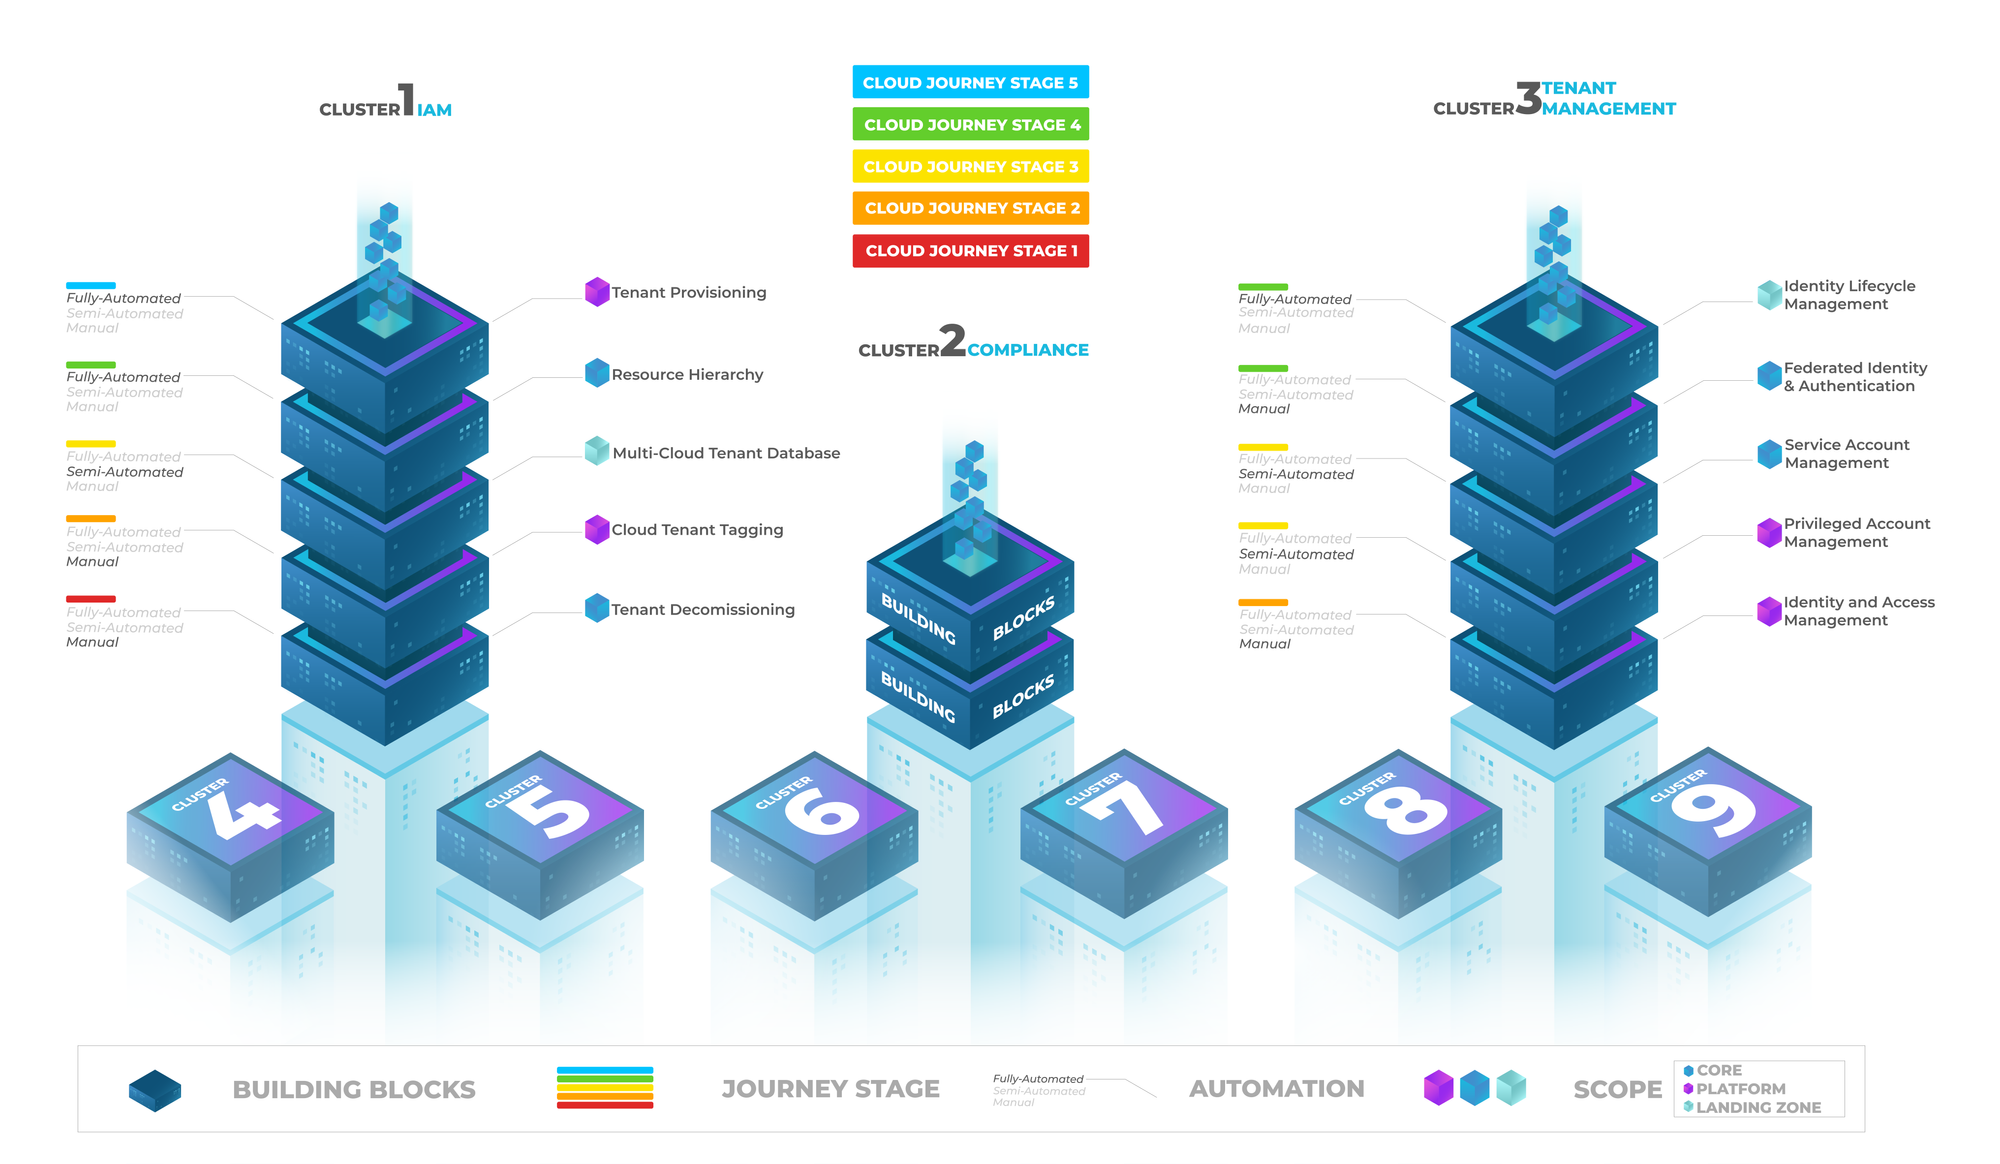 CLUSTER 1 IAM
Fully-Automated
Semi-Automated
Manual
Fully-Automated
Semi-Automated
Manual
Fully-Automated
Semi-Automated
Manual
Fully-Automated
Semi-Automated
Manual
Fully-Automated
Semi-Automated
Manual
Tenant Provisioning
Resource Hierarchy
Multi-Cloud Tenant Database
Cloud Tenant Tagging
Tenant Decomissioning
CLOUD JOURNEY STAGE 5
CLOUD JOURNEY STAGE 4
CLOUD JOURNEY STAGE 3
CLOUD JOURNEY STAGE 2
CLOUD JOURNEY STAGE 1
CLUSTER 2 COMPLIANCE
BUILDING BLOCKS
BUILDING BLOCKS
CLUSTER 3 TENANT
MANAGEMENT
Fully-Automated
Semi-Automated
Manual
Fully-Automated
Semi-Automated
Manual
Fully-Automated
Semi-Automated
Manual
Fully-Automated
Semi-Automated
Manual
Fully-Automated
Semi-Automated
Manual
Identity Lifecycle
Management
Federated Identity
& Authentication
Service Account
Management
Privileged Account
Management
Identity and Access
Management
CLUSTER
4
CLUSTER
5
CLUSTER
6
CLUSTER
7
CLUSTER
8
CLUSTER
9
BUILDING BLOCKS
JOURNEY STAGE
Fully-Automated
Semi-Automated
Manual
AUTOMATION
SCOPE
CORE
PLATFORM
LANDING ZONE